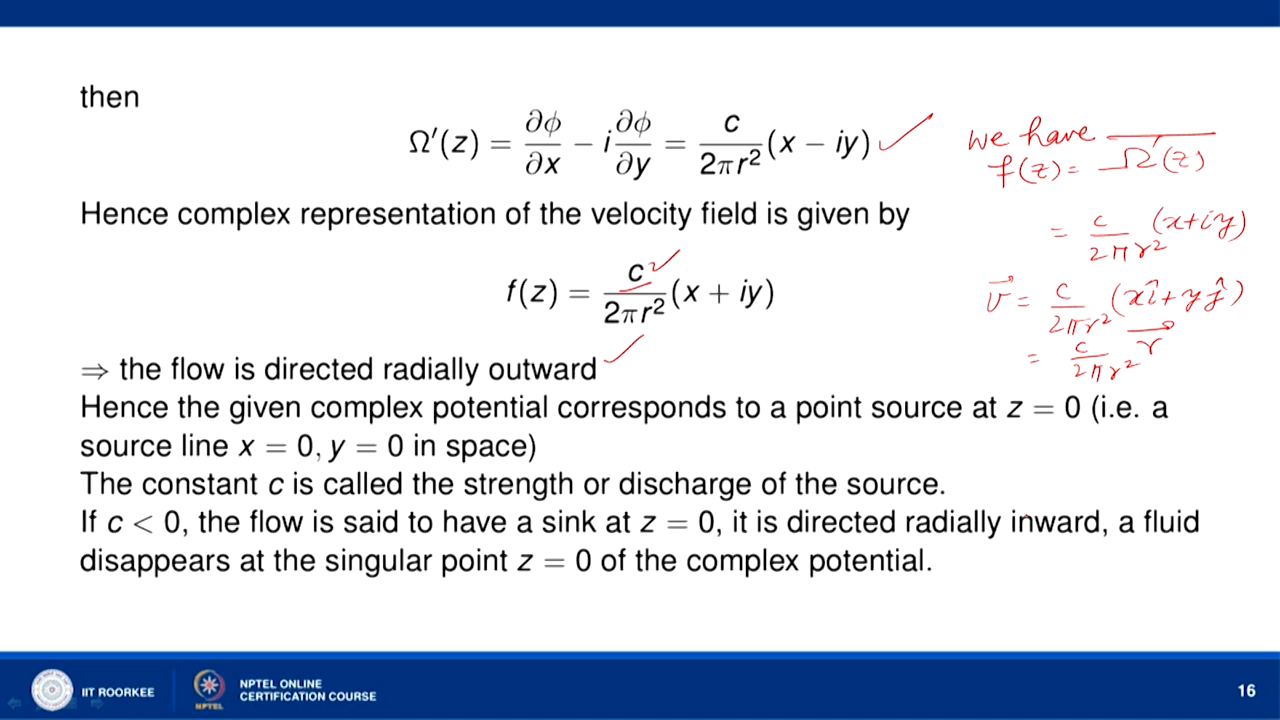 then
Ω′(z) = ∂ϕ/∂x − i ∂ϕ/∂y = c/2πr² (x − iy)
Hence complex representation of the velocity field is given by
f(z) = c/2πr² (x + iy)
⇒ the flow is directed radially outward
Hence the given complex potential corresponds to a point source at z = 0 (i.e. a
source line x = 0, y = 0 in space)
The constant c is called the strength or discharge of the source.
If c < 0, the flow is said to have a sink at z = 0, it is directed radially inward, a fluid
disappears at the singular point z = 0 of the complex potential.
we have
f(z) = \overline{Ω′(z)}
= c/2πr² (x+iy)
v⃗ = c/2πr² (xî+yĵ)
= c/2πr² r⃗
IIT ROORKEE
NPTEL
NPTEL ONLINE
CERTIFICATION COURSE
16